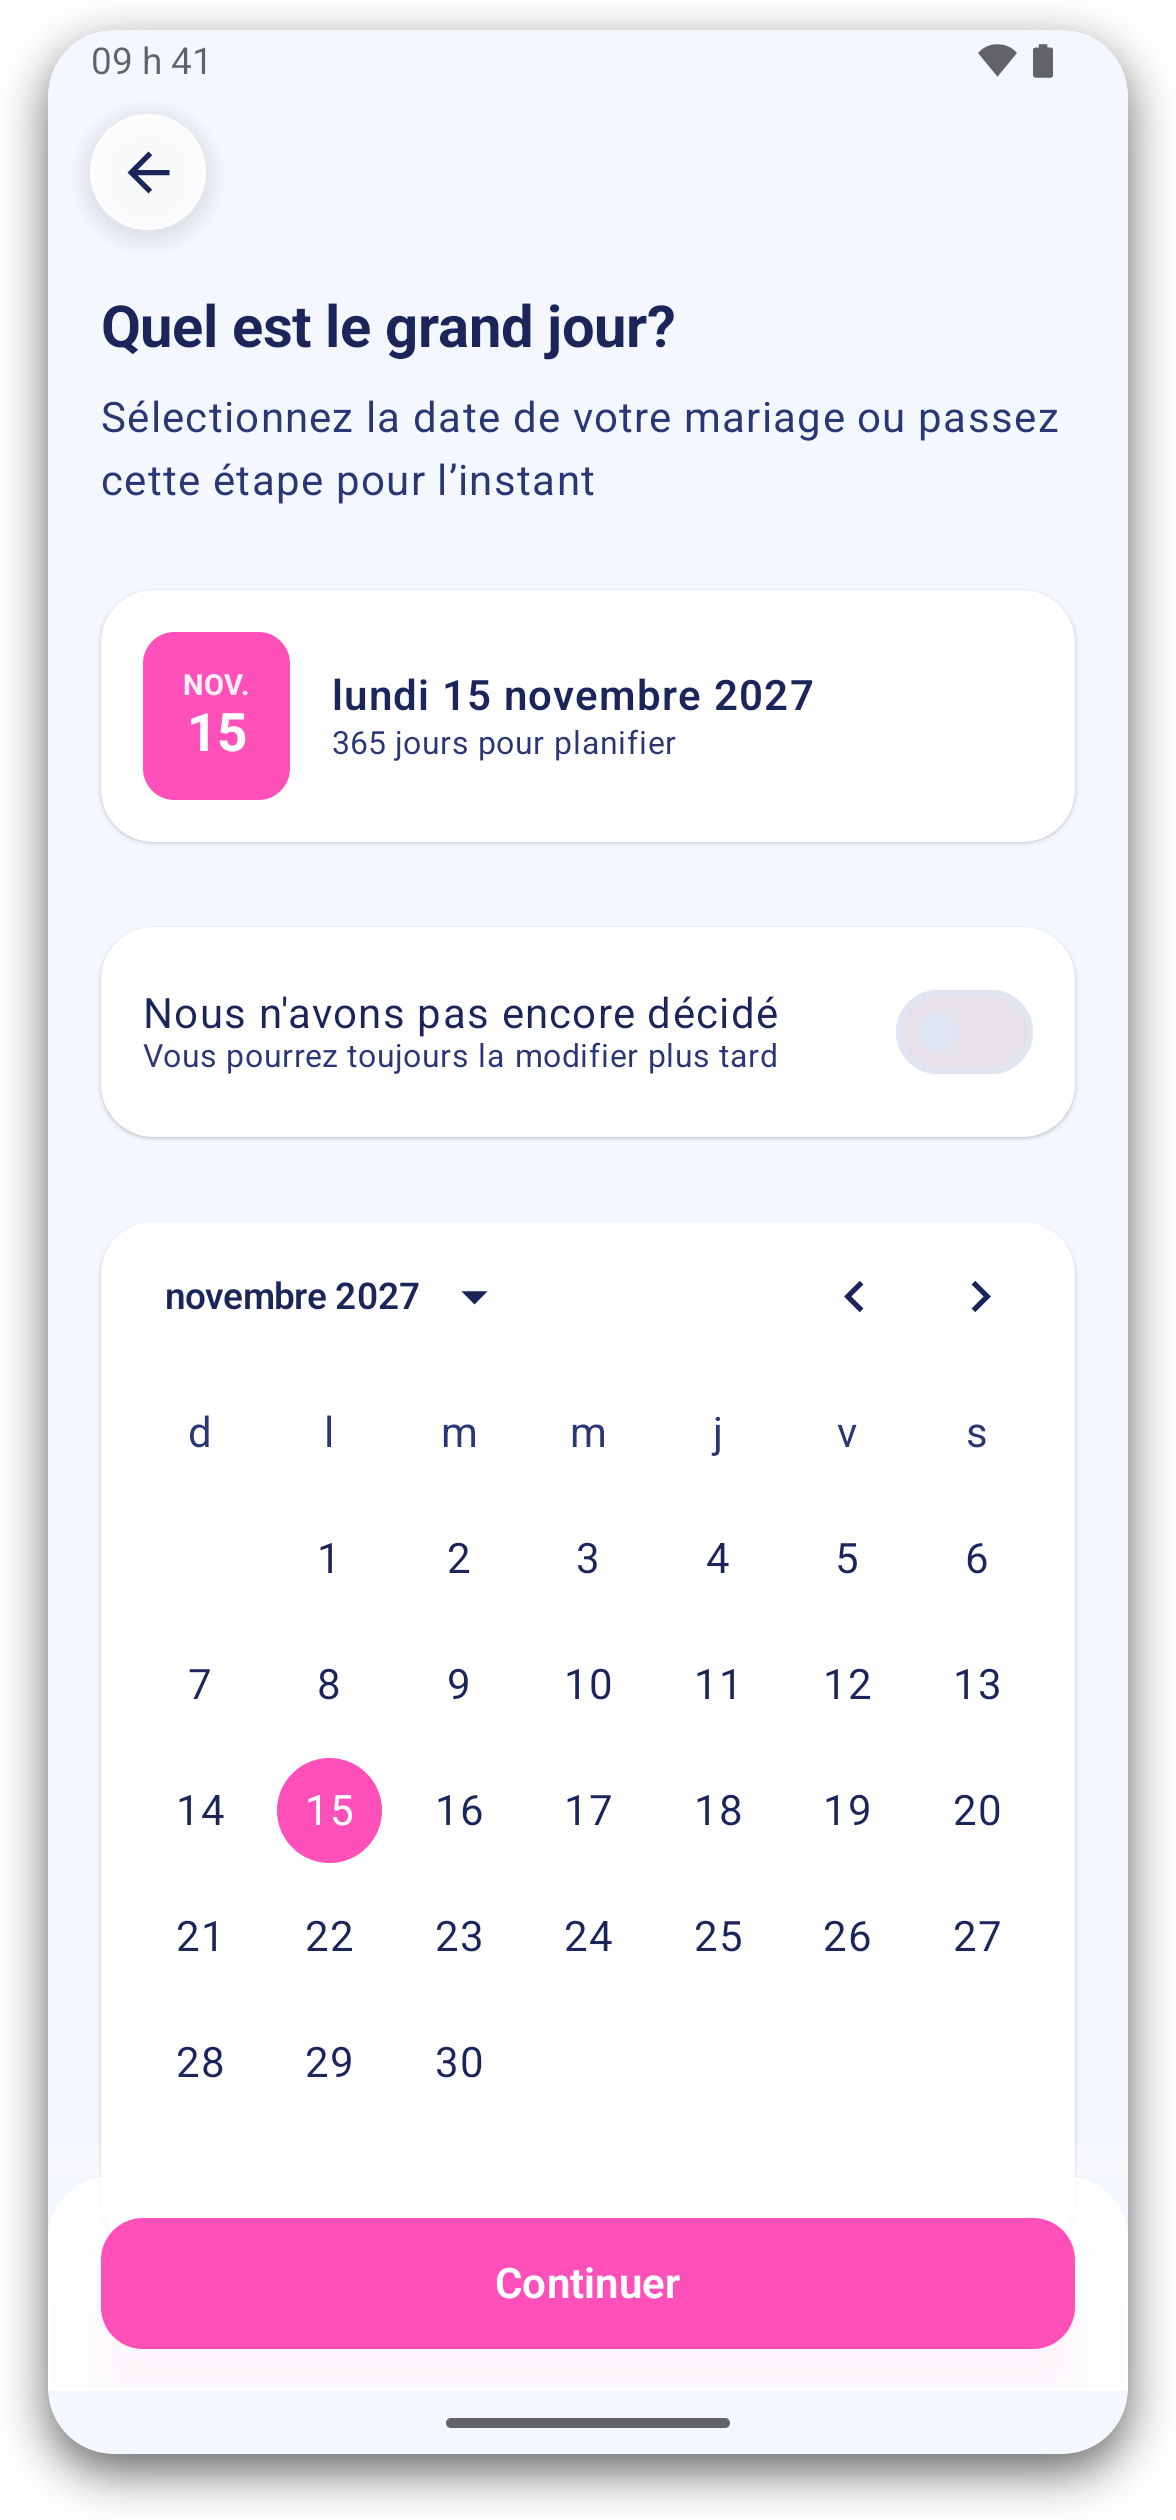 09 h 41
Quel est le grand jour?
Sélectionnez la date de votre mariage ou passez
cette étape pour l’instant
NOV.
15
lundi 15 novembre 2027
365 jours pour planifier
Nous n'avons pas encore décidé
Vous pourrez toujours la modifier plus tard
novembre 2027
d l m m j v s
1 2 3 4 5 6
7 8 9 10 11 12 13
14 15 16 17 18 19 20
21 22 23 24 25 26 27
28 29 30
Continuer